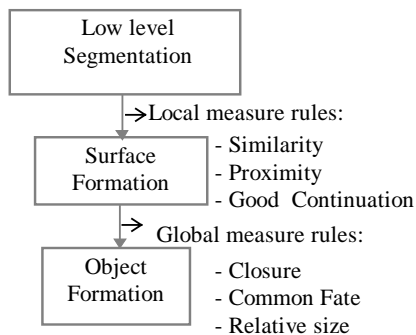 Low level
Segmentation
Local measure rules:
Surface
Formation
- Similarity
- Proximity
- Good Continuation
Global measure rules:
Object
Formation
- Closure
- Common Fate
- Relative size